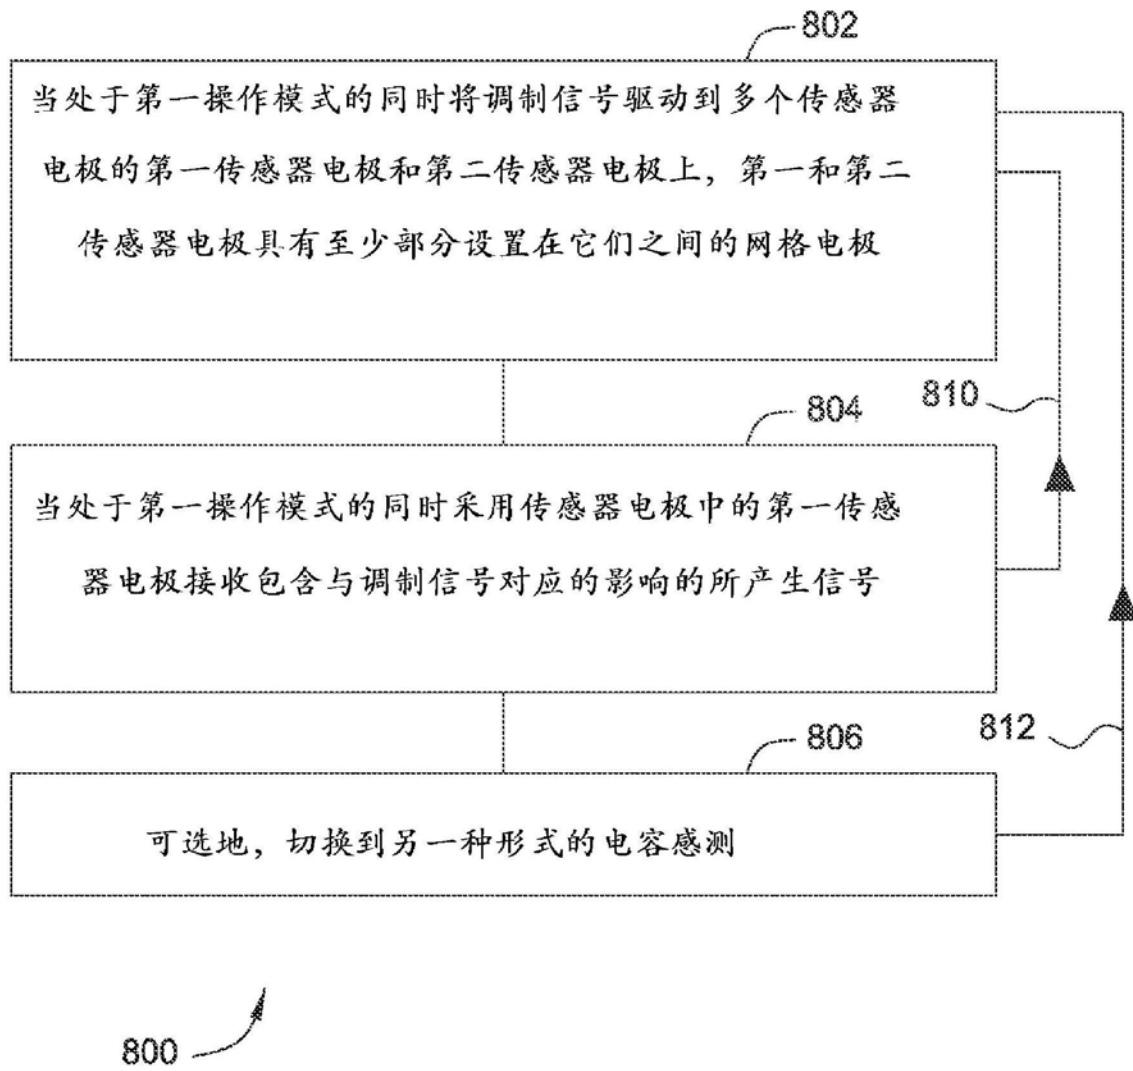 802
当处于第一操作模式的同时将调制信号驱动到多个传感器
电极的第一传感器电极和第二传感器电极上，第一和第二
传感器电极具有至少部分设置在它们之间的网格电极
810
804
当处于第一操作模式的同时采用传感器电极中的第一传感
器电极接收包含与调制信号对应的影响的所产生信号
812
806
可选地，切换到另一种形式的电容感测
800